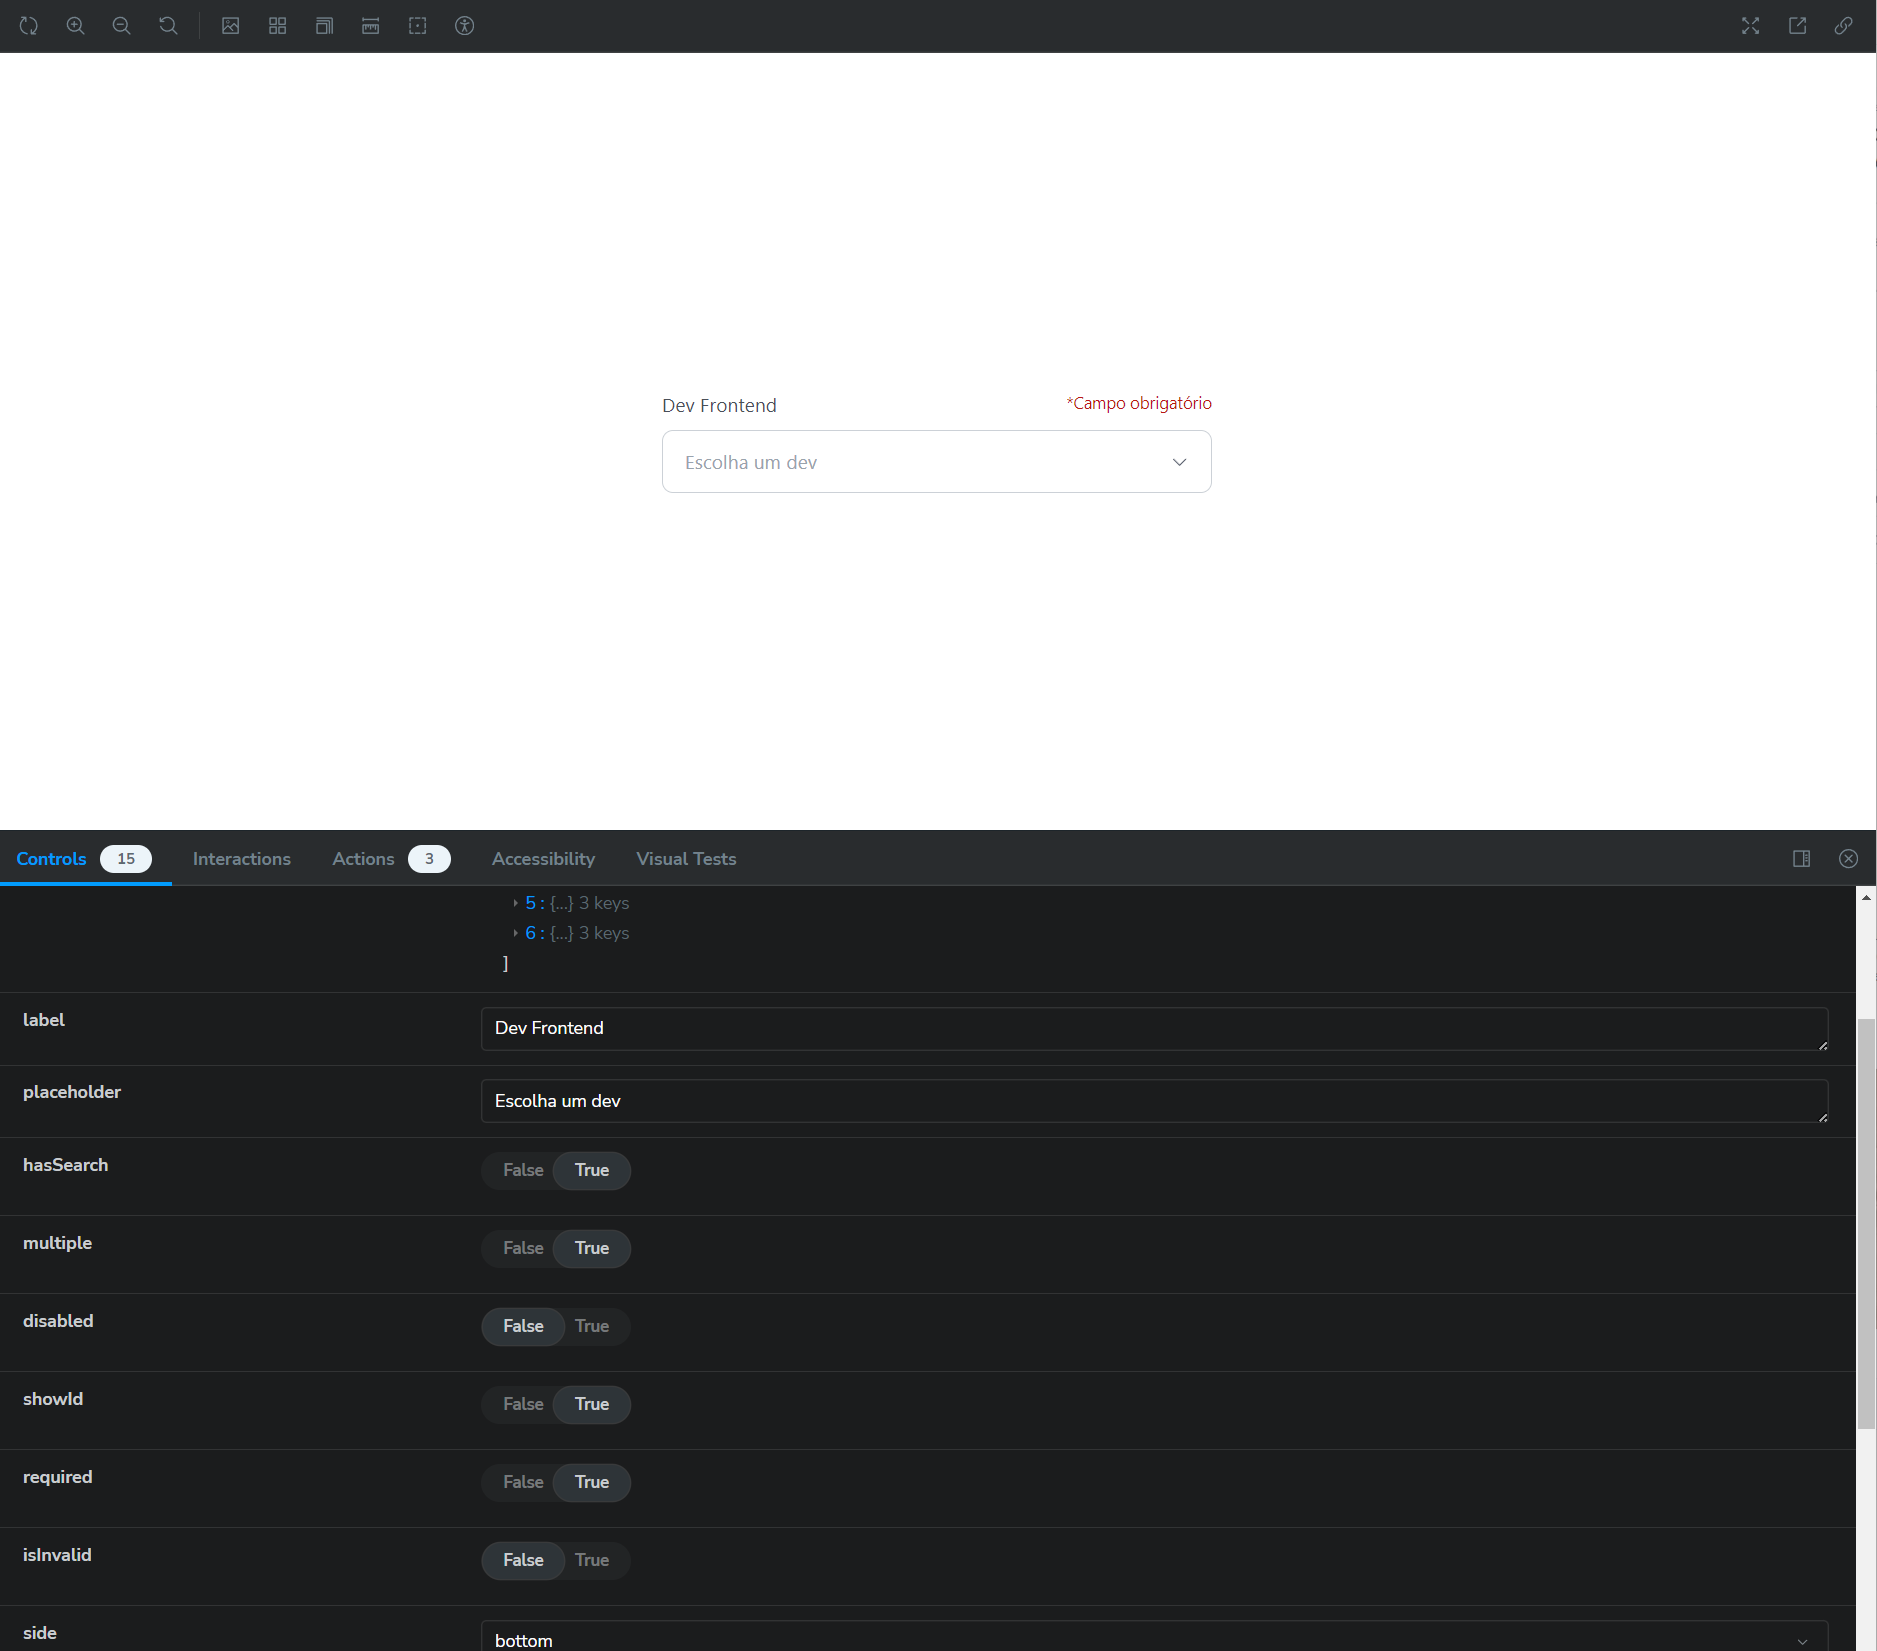 Dev Frontend
*Campo obrigatório
Escolha um dev
Controls 15 Interactions Actions 3 Accessibility Visual Tests
5 : {...} 3 keys
6 : {...} 3 keys
]
label Dev Frontend
placeholder Escolha um dev
hasSearch False True
multiple False True
disabled False True
showId False True
required False True
isInvalid False True
side bottom